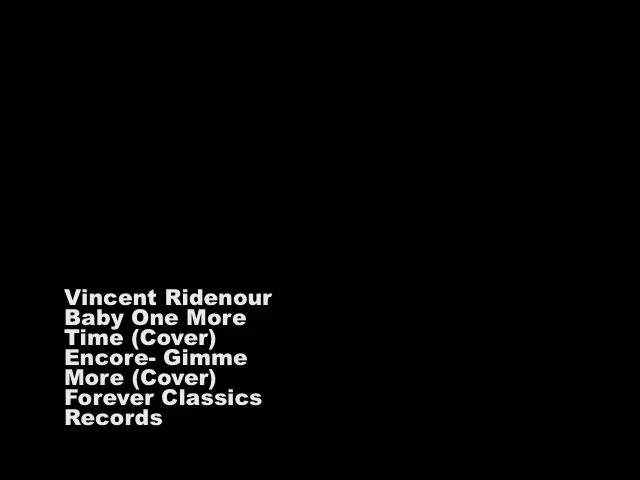 Vincent Ridenour
Baby One More
Time (Cover)
Encore- Gimme
More (Cover)
Forever Classics
Records